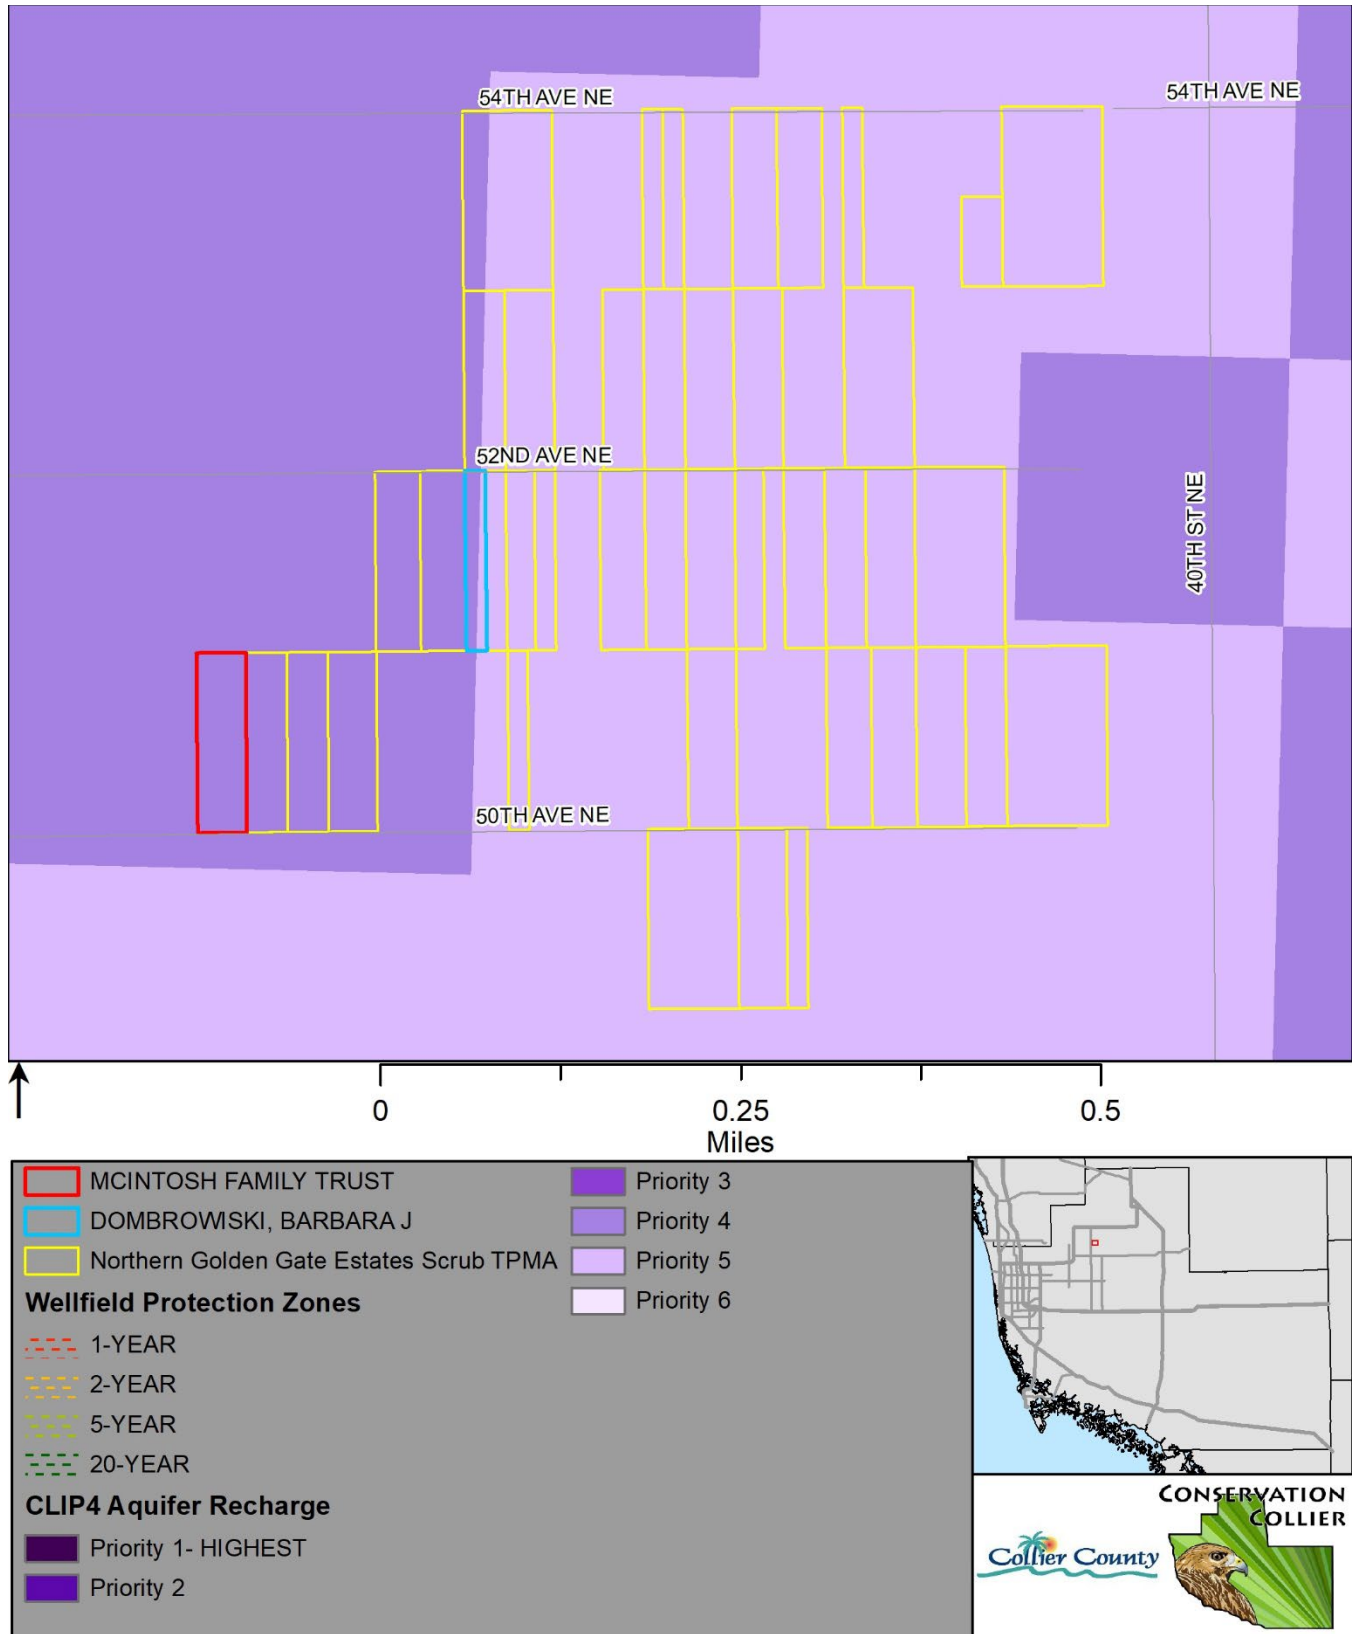 54TH AVE NE
54TH AVE NE
52ND AVE NE
40TH ST NE
50TH AVE NE
0
0.25
0.5
Miles
MCINTOSH FAMILY TRUST
DOMBROWISKI, BARBARA J
Northern Golden Gate Estates Scrub TPMA
Wellfield Protection Zones
1-YEAR
2-YEAR
5-YEAR
20-YEAR
CLIP4 Aquifer Recharge
Priority 1- HIGHEST
Priority 2
Priority 3
Priority 4
Priority 5
Priority 6
Collier County
CONSERVATION
COLLIER